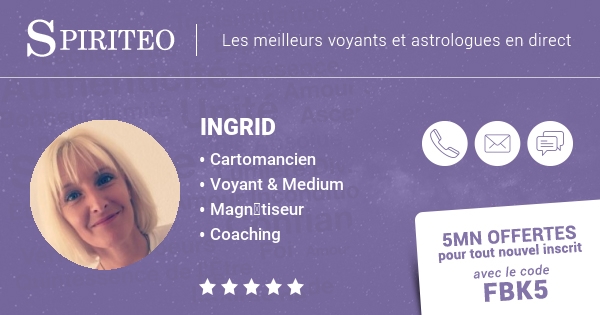 SPIRITEO
Les meilleurs voyants et astrologues en direct
INGRID
• Cartomancien
• Voyant & Medium
• Magn▯tiseur
• Coaching
5MN OFFERTES
pour tout nouvel inscrit
avec le code
FBK5